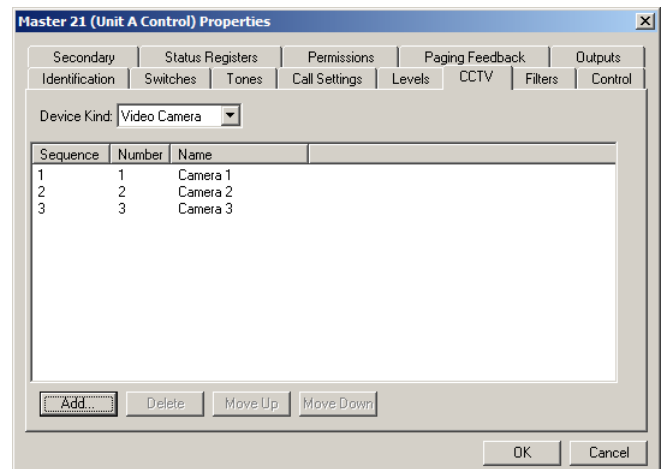 Master 21 (Unit A Control) Properties
Secondary Status Registers Permissions Paging Feedback Outputs
Identification Switches Tones Call Settings Levels CCTV Filters Control
Device Kind: Video Camera
Sequence Number Name
1 1 Camera 1
2 2 Camera 2
3 3 Camera 3
Add... Delete Move Up Move Down
OK Cancel